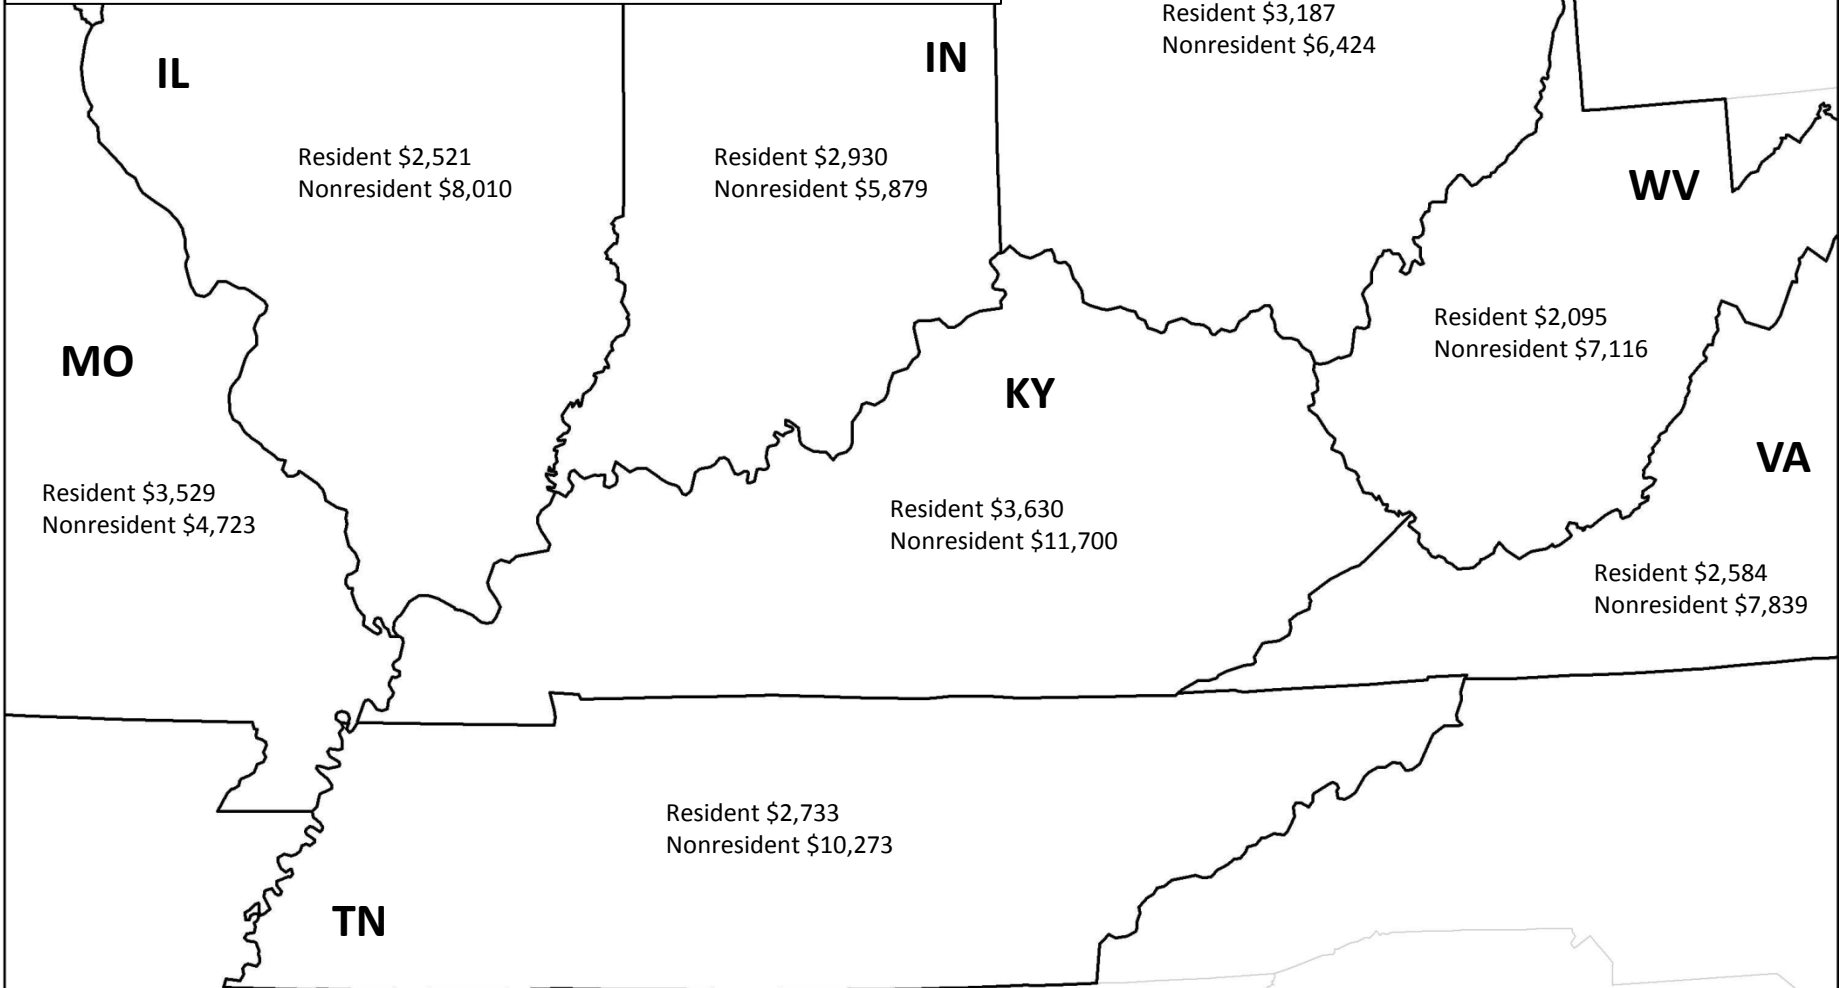 Resident $3,187
Nonresident $6,424
IN
IL
Resident $2,521
Nonresident $8,010
Resident $2,930
Nonresident $5,879
WV
Resident $2,095
Nonresident $7,116
MO
KY
VA
Resident $3,529
Nonresident $4,723
Resident $3,630
Nonresident $11,700
Resident $2,584
Nonresident $7,839
Resident $2,733
Nonresident $10,273
TN